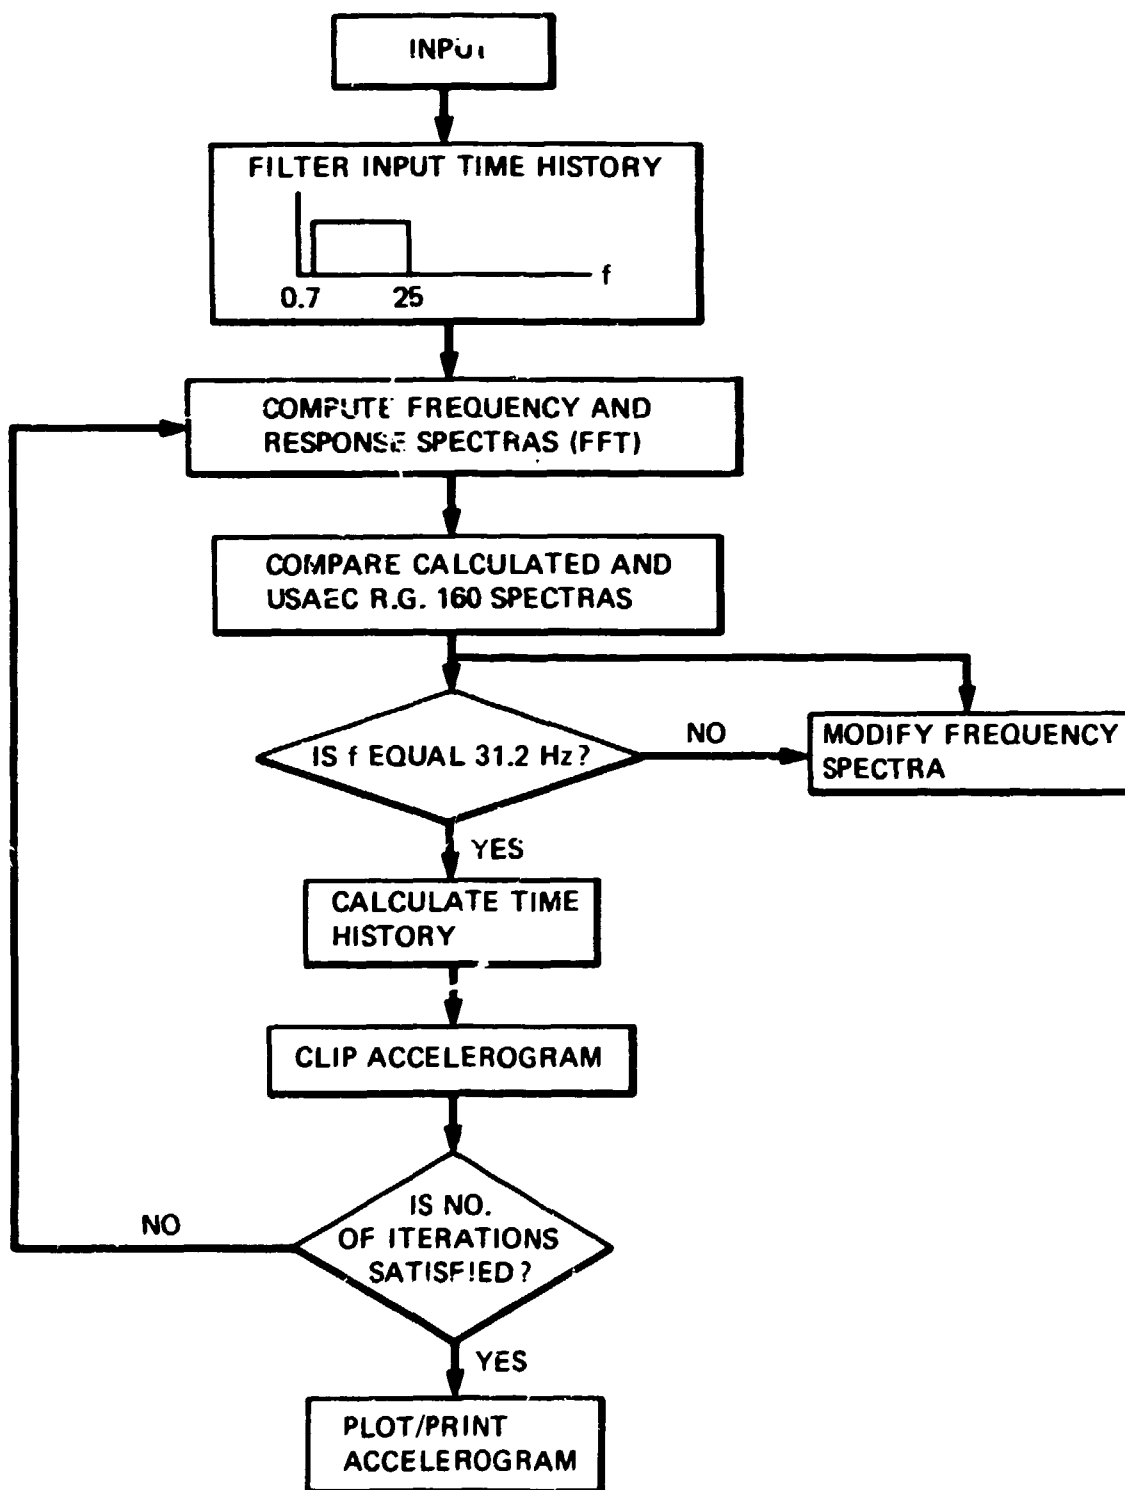 INPUT
FILTER INPUT TIME HISTORY
f
0.7 25
COMPUTE FREQUENCY AND
RESPONSE SPECTRAS (FFT)
COMPARE CALCULATED AND
USAEC R.G. 160 SPECTRAS
IS f EQUAL 31.2 Hz?
NO
MODIFY FREQUENCY
SPECTRA
YES
CALCULATE TIME
HISTORY
CLIP ACCELEROGRAM
NO
IS NO.
OF ITERATIONS
SATISFIED?
YES
PLOT/PRINT
ACCELEROGRAM